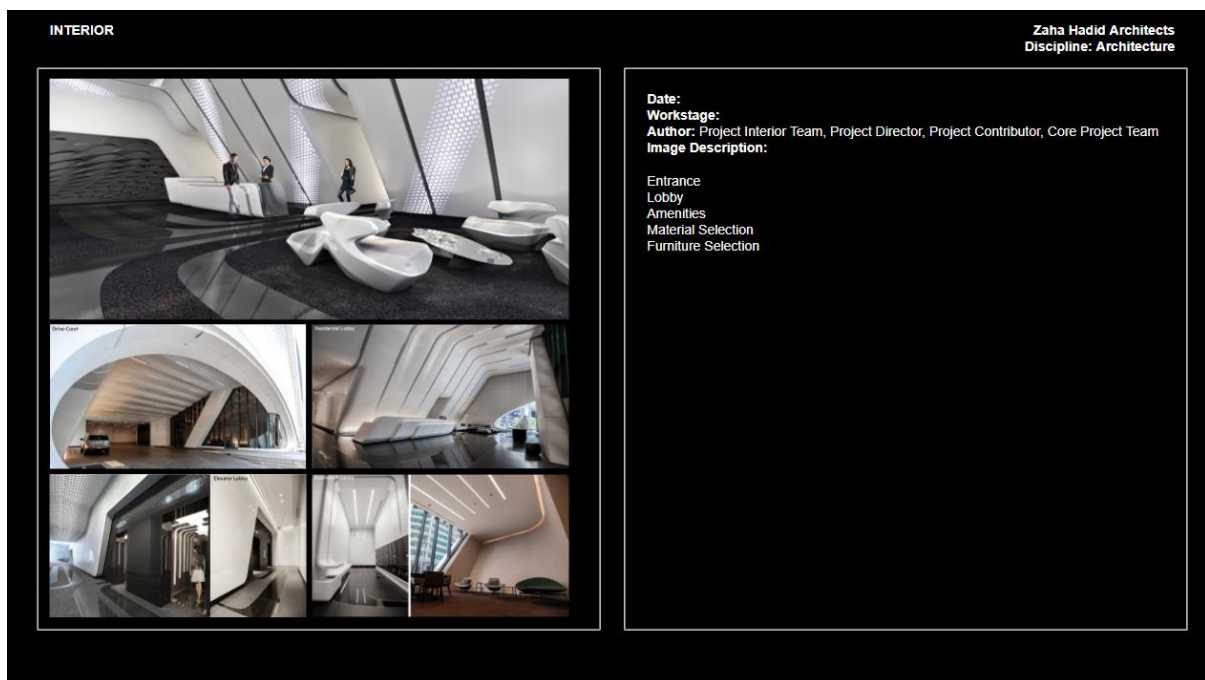 INTERIOR
Zaha Hadid Architects
Discipline: Architecture
Date:
Workstage:
Author: Project Interior Team, Project Director, Project Contributor, Core Project Team
Image Description:
Entrance
Lobby
Amenities
Material Selection
Furniture Selection
Drive Court
Residential Lobby
Elevator Lobby